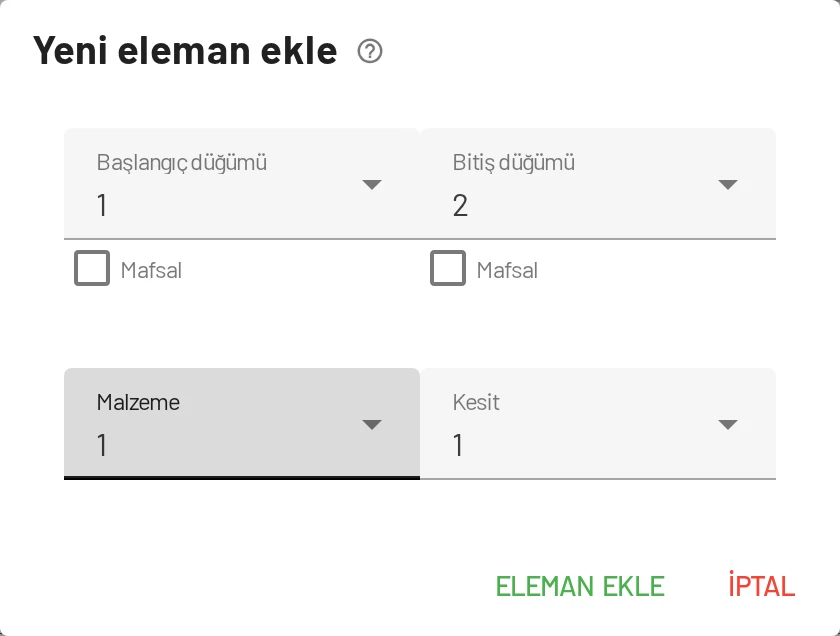 Yeni eleman ekle ?
Başlangıç düğümü Bitiş düğümü
1 2
Mafsal Mafsal
Malzeme Kesit
1 1
ELEMAN EKLE İPTAL